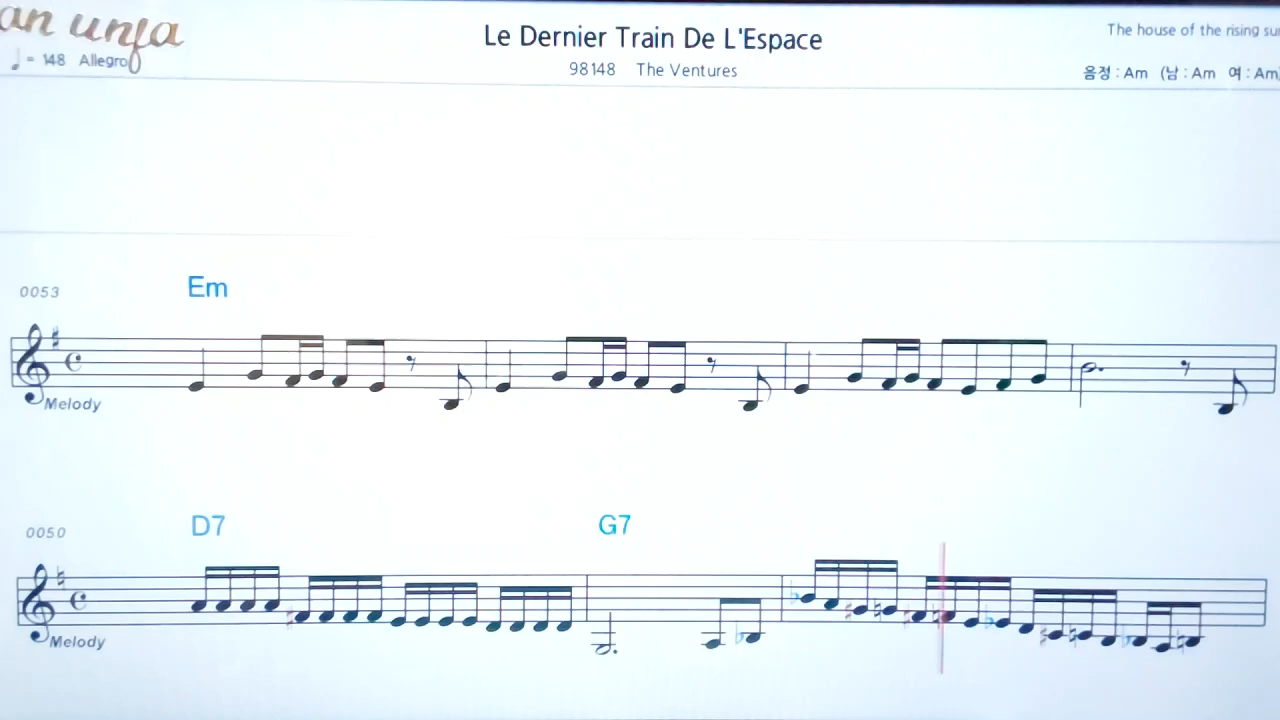 an unfa
Le Dernier Train De L'Espace
The house of the rising su
♩ = 148 Allegro
98148 The Ventures
음정 : Am (남 : Am 여 : Am)
Em
0053
Melody
D7
G7
0050
Melody